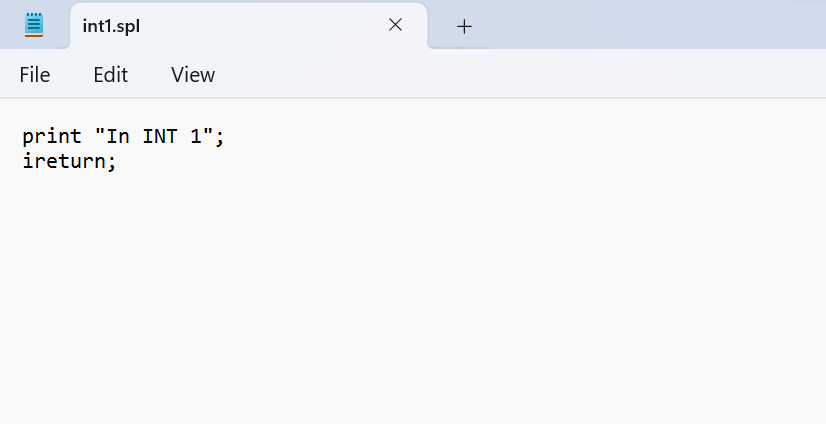 int1.spl
File Edit View
print "In INT 1";
ireturn;